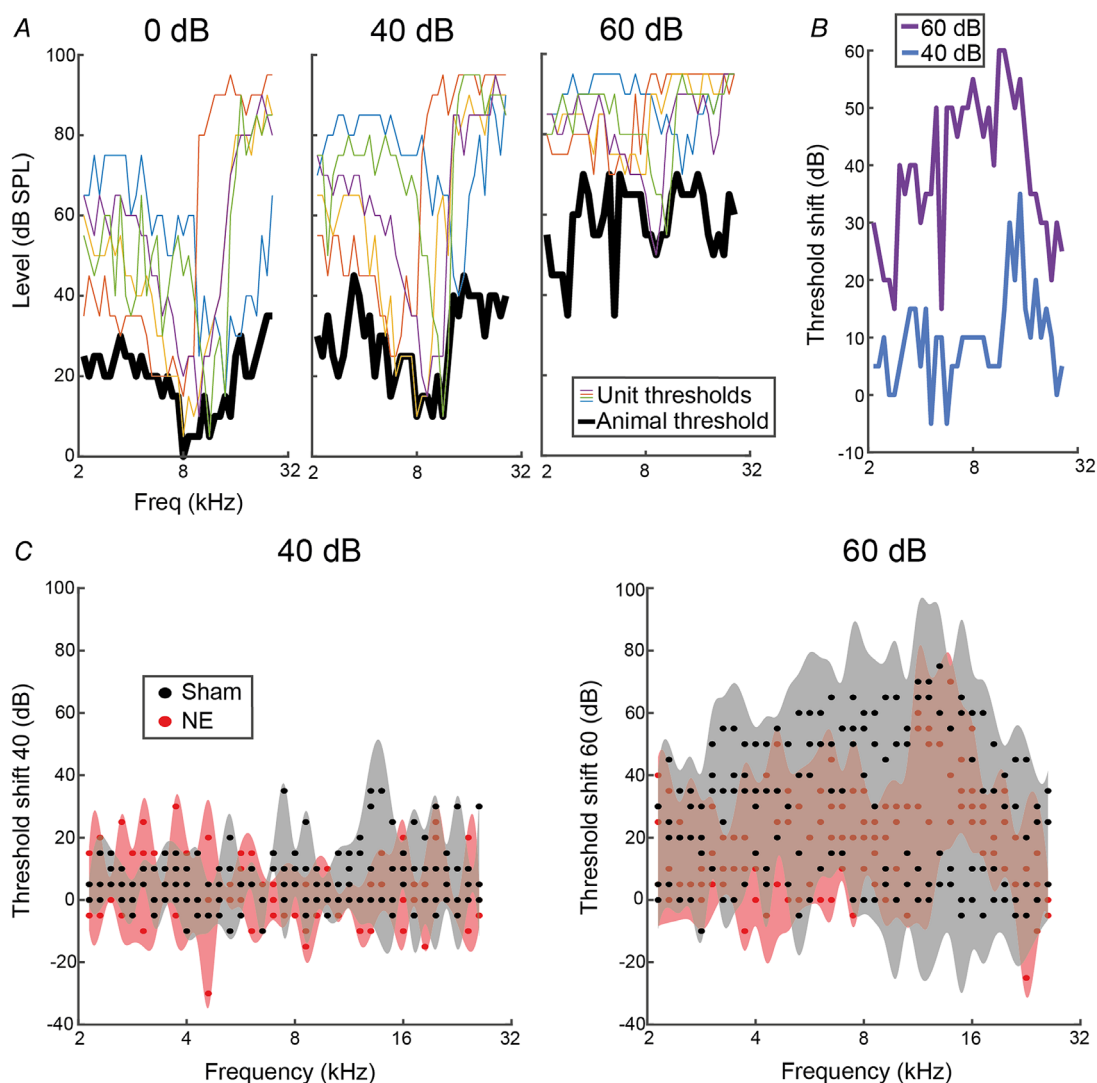 A
0 dB
40 dB
60 dB
B
60 dB
40 dB
Level (dB SPL)
100
80
60
40
20
0
2
8
32
2
8
32
2
8
32
Freq (kHz)
Unit thresholds
Animal threshold
Threshold shift (dB)
60
50
40
30
20
10
0
-10
2
8
32
C
40 dB
60 dB
Threshold shift 40 (dB)
100
80
60
40
20
0
-20
-40
Sham
NE
2
4
8
16
32
Frequency (kHz)
Threshold shift 60 (dB)
100
80
60
40
20
0
-20
-40
2
4
8
16
32
Frequency (kHz)